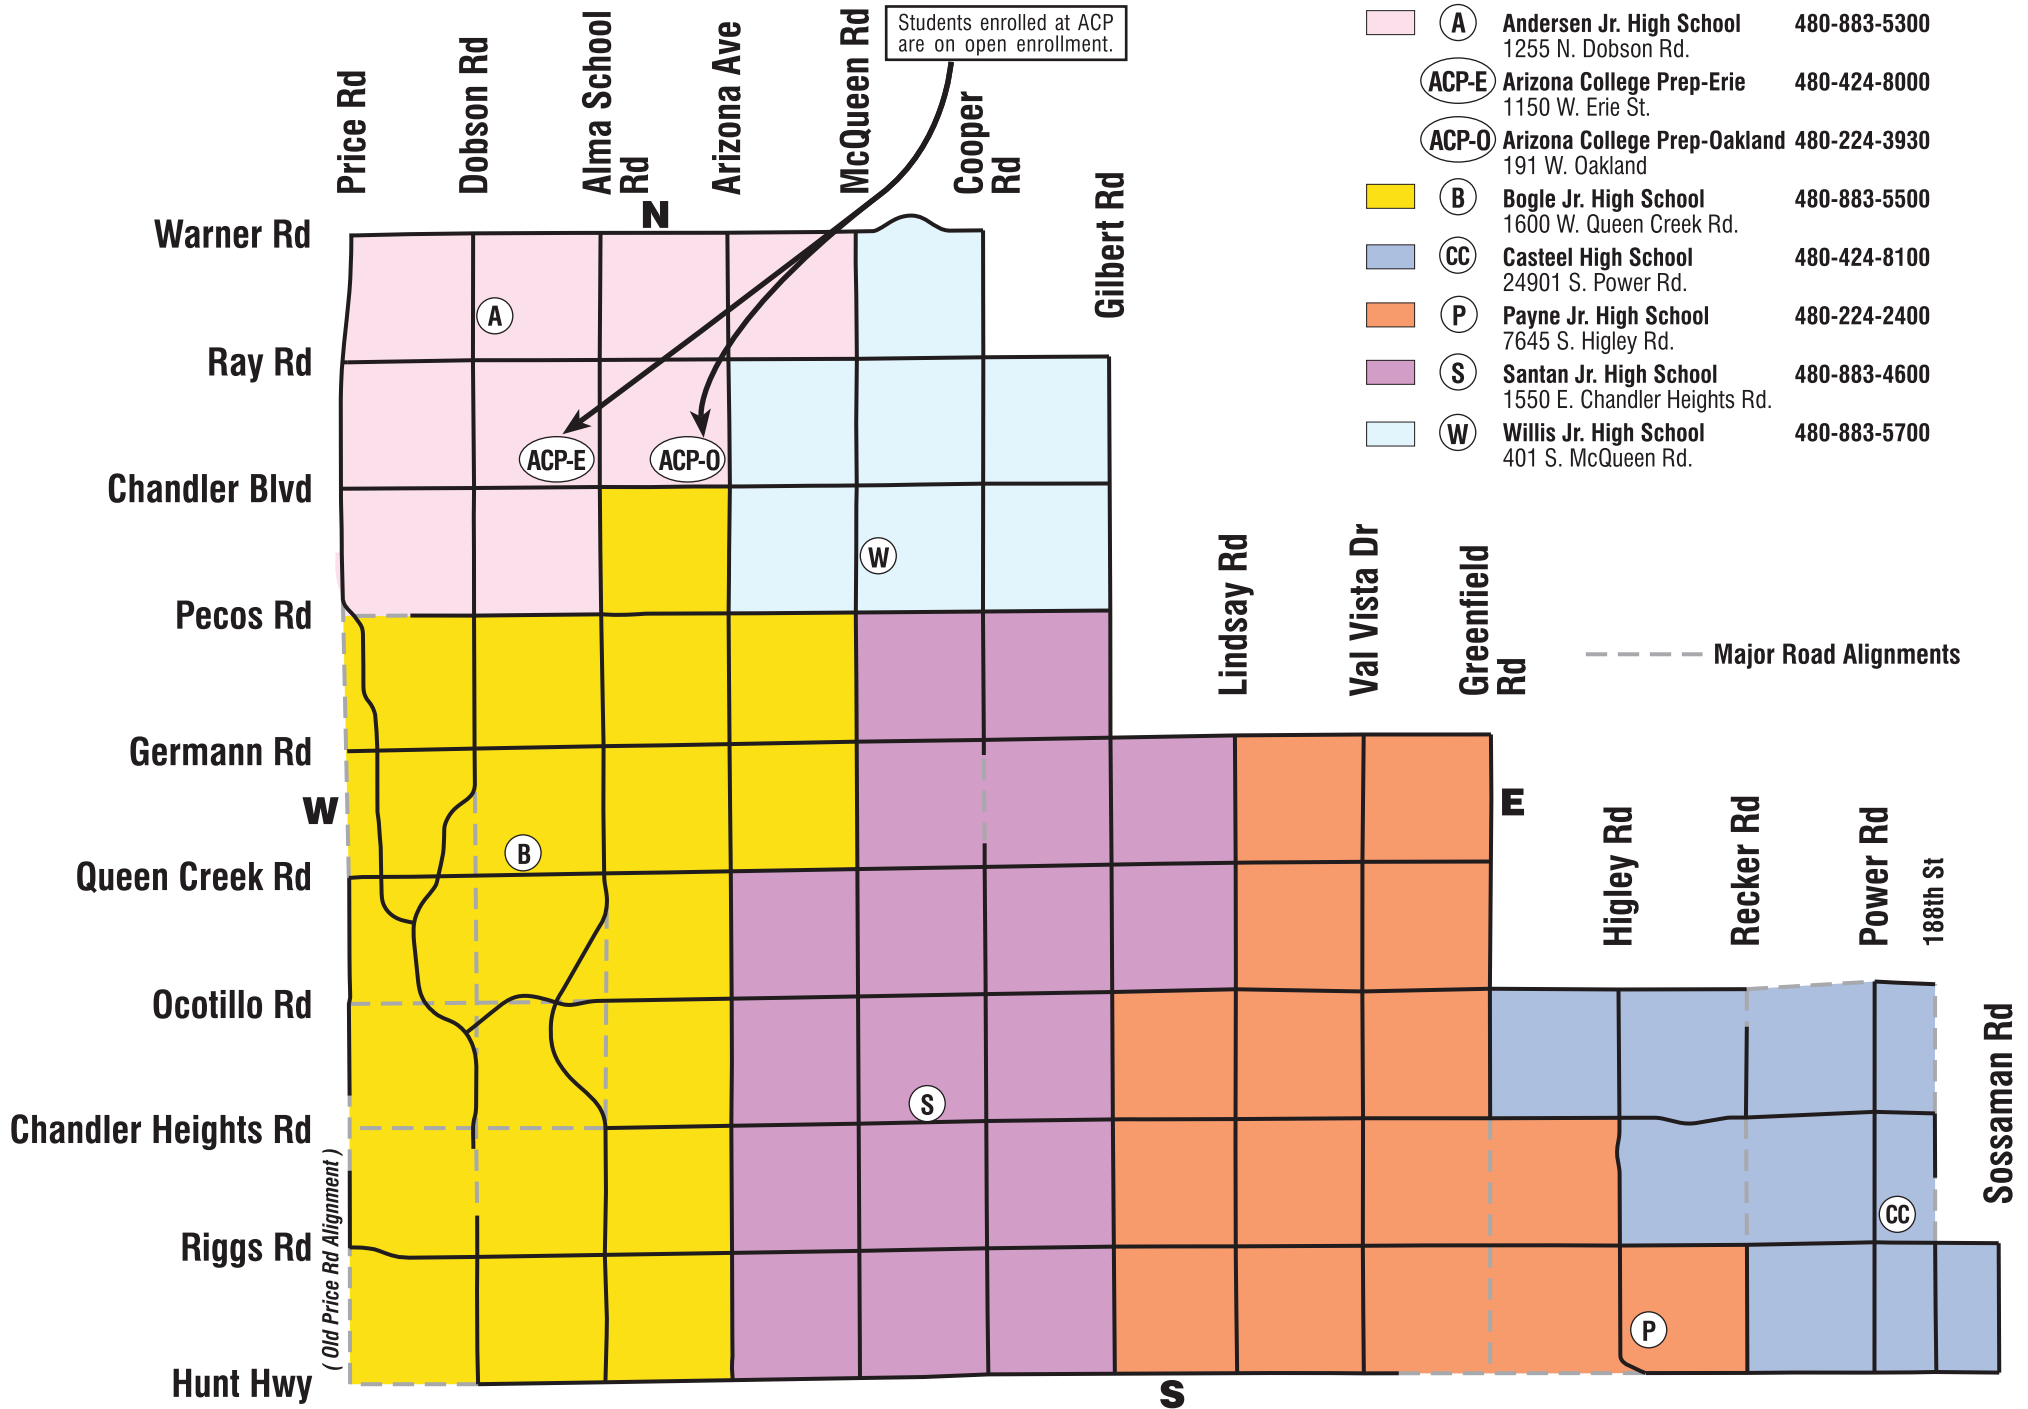 Students enrolled at ACP
are on open enrollment.
Price Rd
Dobson Rd
Alma School
Rd
Arizona Ave
McQueen Rd
Cooper
Rd
Gilbert Rd
A Andersen Jr. High School 480-883-5300
1255 N. Dobson Rd.
ACP-E Arizona College Prep-Erie 480-424-8000
1150 W. Erie St.
ACP-O Arizona College Prep-Oakland 480-224-3930
191 W. Oakland
B Bogle Jr. High School 480-883-5500
1600 W. Queen Creek Rd.
CC Casteel High School 480-424-8100
24901 S. Power Rd.
P Payne Jr. High School 480-224-2400
7645 S. Higley Rd.
S Santan Jr. High School 480-883-4600
1550 E. Chandler Heights Rd.
W Willis Jr. High School 480-883-5700
401 S. McQueen Rd.
Major Road Alignments
N
Warner Rd
A
Ray Rd
ACP-E
ACP-O
Chandler Blvd
W
Pecos Rd
Lindsay Rd
Val Vista Dr
Greenfield
Rd
Germann Rd
W
E
B
Queen Creek Rd
Higley Rd
Recker Rd
Power Rd
188th St
Ocotillo Rd
Sossaman Rd
S
Chandler Heights Rd
CC
Riggs Rd
( Old Price Rd Alignment )
P
Hunt Hwy
S